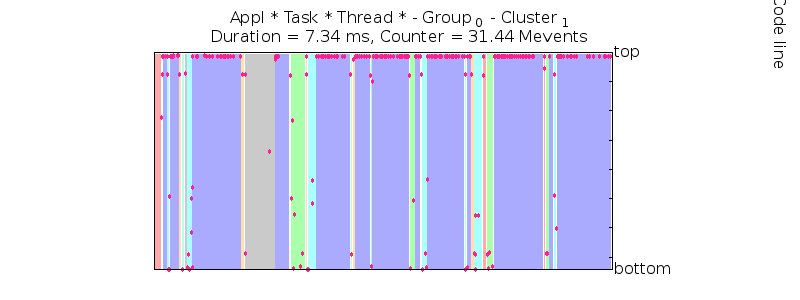 Appl * Task * Thread * - Group 0 - Cluster 1
Duration = 7.34 ms, Counter = 31.44 Mevents
top
bottom
Code line